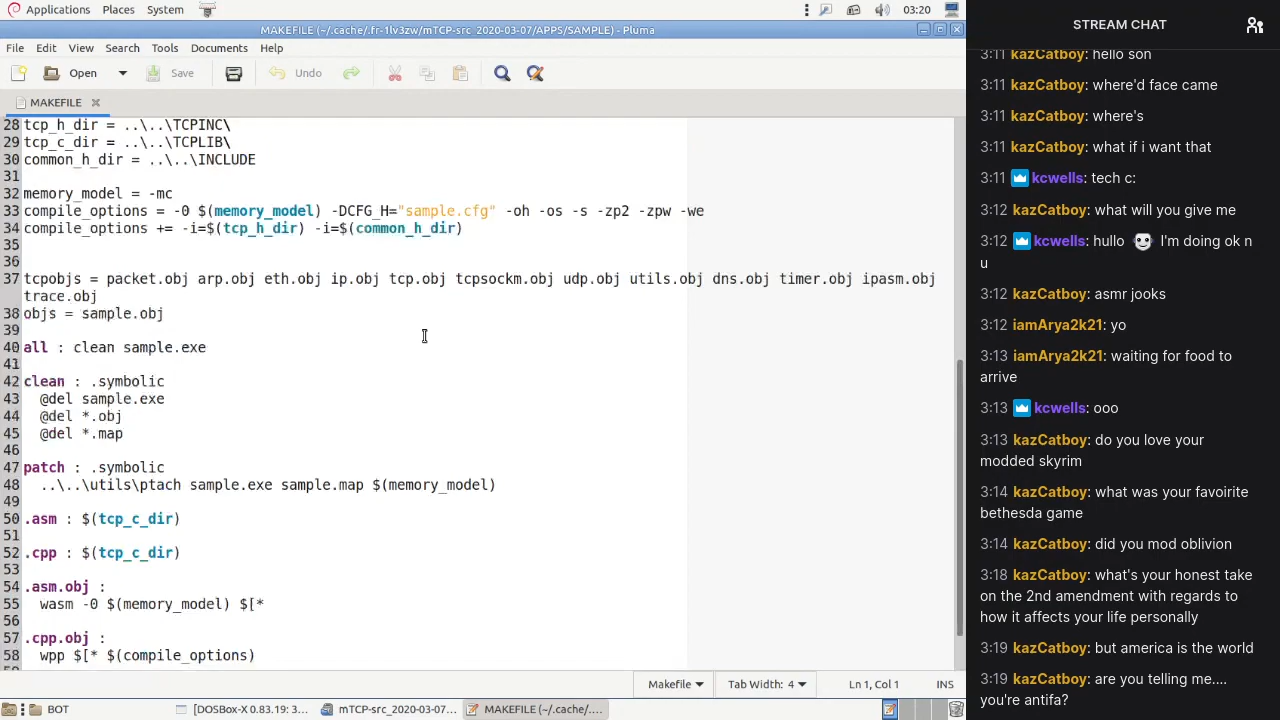 Applications Places System 03:20
MAKEFILE (~/.cache/.fr-1lv3zw/mTCP-src_2020-03-07/APPS/SAMPLE) - Pluma
File Edit View Search Tools Documents Help
Open Save Undo
MAKEFILE
28 tcp_h_dir = ..\..\TCPINC\
29 tcp_c_dir = ..\..\TCPLIB\
30 common_h_dir = ..\..\INCLUDE
31
32 memory_model = -mc
33 compile_options = -0 $(memory_model) -DCFG_H="sample.cfg" -oh -os -s -zp2 -zpw -we
34 compile_options += -i=$(tcp_h_dir) -i=$(common_h_dir)
35
36
37 tcpobjs = packet.obj arp.obj eth.obj ip.obj tcp.obj tcpsockm.obj udp.obj utils.obj dns.obj timer.obj ipasm.obj
trace.obj
38 objs = sample.obj
39
40 all : clean sample.exe
41
42 clean : .symbolic
43 @del sample.exe
44 @del *.obj
45 @del *.map
46
47 patch : .symbolic
48 ..\..\utils\ptach sample.exe sample.map $(memory_model)
49
50 .asm : $(tcp_c_dir)
51
52 .cpp : $(tcp_c_dir)
53
54 .asm.obj :
55 wasm -0 $(memory_model) $[*
56
57 .cpp.obj :
58 wpp $[* $(compile_options)
Makefile Tab Width: 4 Ln 1, Col 1 INS
BOT [DOSBox-X 0.83.19: 3... mTCP-src_2020-03-07... MAKEFILE (~/.cache/....
STREAM CHAT
3:11 kazCatboy: hello son
3:11 kazCatboy: where'd face came
3:11 kazCatboy: where's
3:11 kazCatboy: what if i want that
3:11 kcwells: tech c:
3:12 kazCatboy: what will you give me
3:12 kcwells: hullo I'm doing ok n
u
3:12 kazCatboy: asmr jooks
3:12 iamArya2k21: yo
3:13 iamArya2k21: waiting for food to
arrive
3:13 kcwells: ooo
3:13 kazCatboy: do you love your
modded skyrim
3:14 kazCatboy: what was your favoirite
bethesda game
3:14 kazCatboy: did you mod oblivion
3:18 kazCatboy: what's your honest take
on the 2nd amendment with regards to
how it affects your life personally
3:19 kazCatboy: but america is the world
3:19 kazCatboy: are you telling me....
you're antifa?